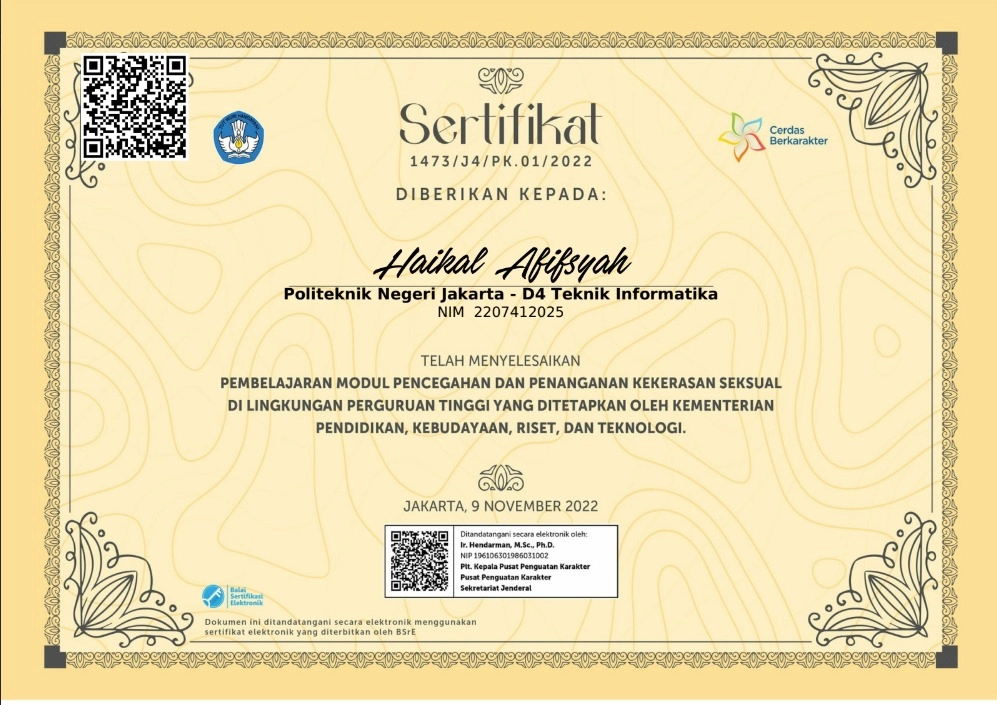 Sertifikat
1473/J4/PK.01/2022
DIBERIKAN KEPADA:
Cerdas
Berkarakter
Haikal Afifsyah
Politeknik Negeri Jakarta - D4 Teknik Informatika
NIM 2207412025
TELAH MENYELESAIKAN
PEMBELAJARAN MODUL PENCEGAHAN DAN PENANGANAN KEKERASAN SEKSUAL
DI LINGKUNGAN PERGURUAN TINGGI YANG DITETAPKAN OLEH KEMENTERIAN
PENDIDIKAN, KEBUDAYAAN, RISET, DAN TEKNOLOGI.
JAKARTA, 9 NOVEMBER 2022
Ditandatangani secara elektronik oleh:
Ir. Hendarman, M.Sc., Ph.D.
NIP 196106301986031002
Plt. Kepala Pusat Penguatan Karakter
Pusat Penguatan Karakter
Sekretariat Jenderal
Balai
Sertifikasi
Elektronik
Dokumen ini ditandatangani secara elektronik menggunakan
sertifikat elektronik yang diterbitkan oleh BSrE